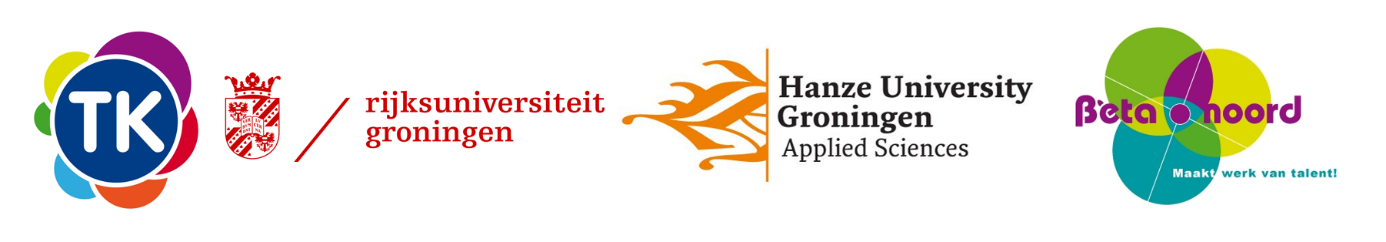 TK
rijksuniversiteit
groningen
Hanze University
Groningen
Applied Sciences
Bèta noord
Maakt werk van talent!